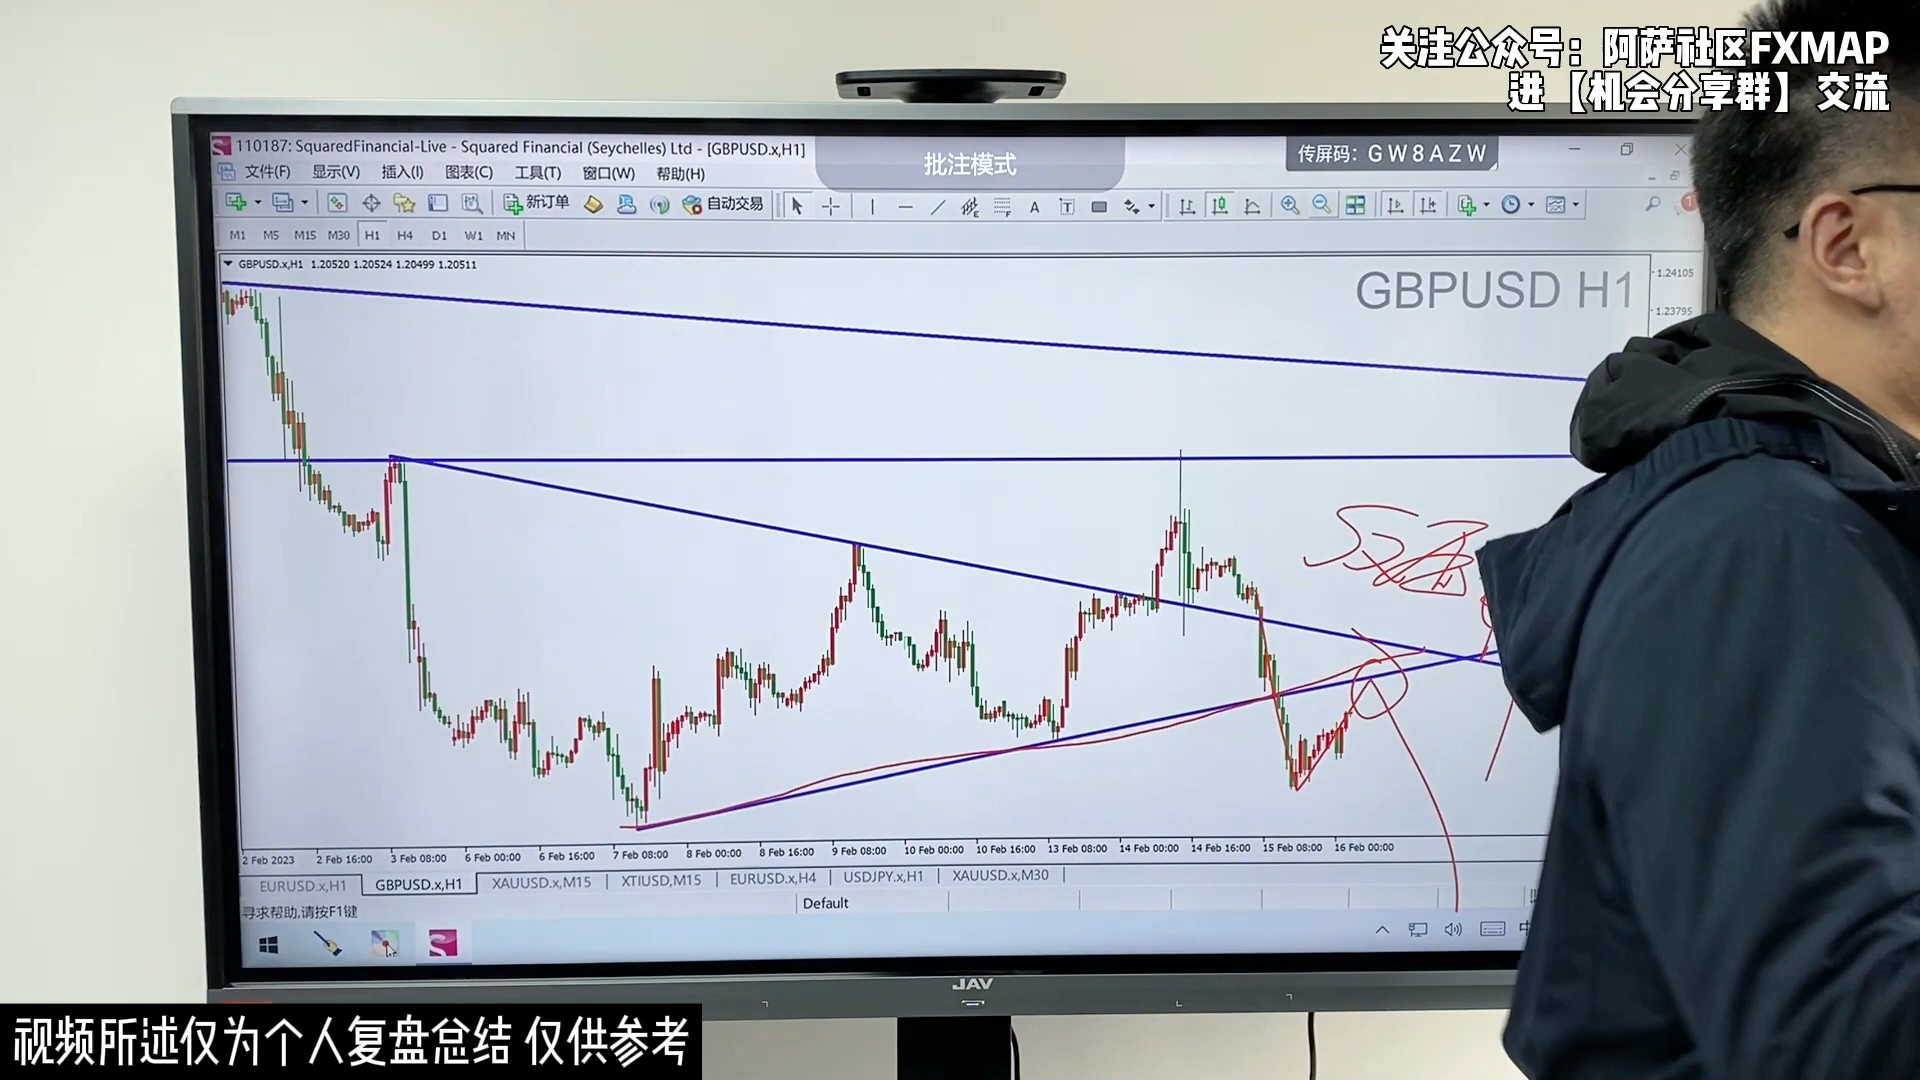 关注公众号：阿萨社区FXMAP
进【机会分享群】 交流
110187: SquaredFinancial-Live - Squared Financial (Seychelles) Ltd - [GBPUSD.x,H1]
批注模式
传屏码：GW8AZW
文件(F) 显示(V) 插入(I) 图表(C) 工具(T) 窗口(W) 帮助(H)
新订单 自动交易
M1 M5 M15 M30 H1 H4 D1 W1 MN
GBPUSD.x,H1 1.20520 1.20524 1.20499 1.20511
GBPUSD H1
1.24105
1.23795
2 Feb 2023 2 Feb 16:00 3 Feb 08:00 6 Feb 00:00 6 Feb 16:00 7 Feb 08:00 8 Feb 00:00 8 Feb 16:00 9 Feb 08:00 10 Feb 00:00 10 Feb 16:00 13 Feb 08:00 14 Feb 00:00 14 Feb 16:00 15 Feb 08:00 16 Feb 00:00
EURUSD.x,H1 GBPUSD.x,H1 XAUUSD.x,M15 XTIUSD,M15 EURUSD.x,H4 USDJPY.x,H1 XAUUSD.x,M30
寻求帮助,请按F1键
Default
JAV
视频所述仅为个人复盘总结 仅供参考